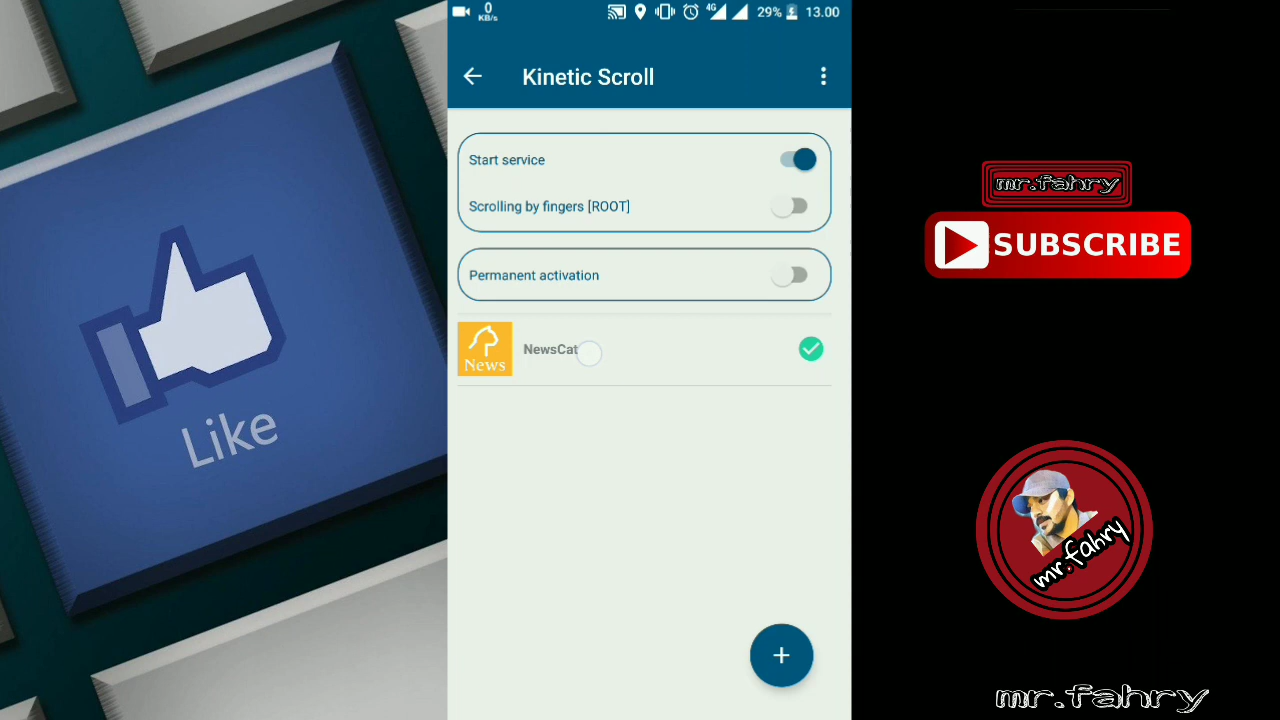 Like
0
KB/s
4G
29%
13.00
Kinetic Scroll
Start service
Scrolling by fingers [ROOT]
Permanent activation
News
NewsCat
+
mr.fahry
SUBSCRIBE
mr.fahry
mr.fahry